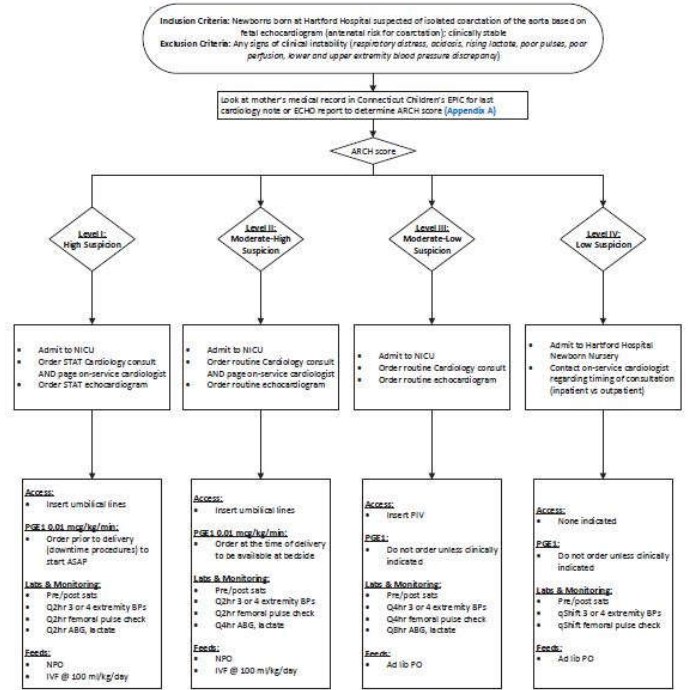 Inclusion Criteria: Newborns born at Hartford Hospital suspected of isolated coarctation of the aorta based on
fetal echocardiogram (antenatal risk for coarctation); clinically stable
Exclusion Criteria: Any signs of clinical instability (respiratory distress, acidosis, rising lactate, poor pulses, poor
perfusion, lower and upper extremity blood pressure discrepancy)
Look at mother's medical record in Connecticut Children's EPIC for last
cardiology note or ECHO report to determine ARCH score (Appendix A)
ARCH score
Level I:
High Suspicion
Level II:
Moderate-High
Suspicion
Level III:
Moderate-Low
Suspicion
Level IV:
Low Suspicion
• Admit to NICU
• Order STAT Cardiology consult
AND page on-service cardiologist
• Order STAT echocardiogram
• Admit to NICU
• Order routine Cardiology consult
AND page on-service cardiologist
• Order routine echocardiogram
• Admit to NICU
• Order routine Cardiology consult
• Order routine echocardiogram
• Admit to Hartford Hospital
Newborn Nursery
• Contact on-service cardiologist
regarding timing of consultation
(inpatient vs outpatient)
Access:
• Insert umbilical lines
PGE1 0.01 mcg/kg/min:
• Order prior to delivery
(downtime procedures) to
start ASAP
Labs & Monitoring:
• Pre/post sats
• Q2hr 3 or 4 extremity BPs
• Q2hr femoral pulse check
• Q2hr ABG, lactate
Feeds:
• NPO
• IVF @ 100 ml/kg/day
Access:
• Insert umbilical lines
PGE1 0.01 mcg/kg/min:
• Order at the time of delivery
to be available at bedside
Labs & Monitoring:
• Pre/post sats
• Q2hr 3 or 4 extremity BPs
• Q2hr femoral pulse check
• Q4hr ABG, lactate
Feeds:
• NPO
• IVF @ 100 ml/kg/day
Access:
• Insert PIV
PGE1:
• Do not order unless clinically
indicated
Labs & Monitoring:
• Pre/post sats
• Q4hr 3 or 4 extremity BPs
• Q4hr femoral pulse check
• Q8hr ABG, lactate
Feeds:
• Ad lib PO
Access:
• None indicated
PGE1:
• Do not order unless clinically
indicated
Labs & Monitoring:
• Pre/post sats
• qShift 3 or 4 extremity BPs
• qShift femoral pulse check
Feeds:
• Ad lib PO